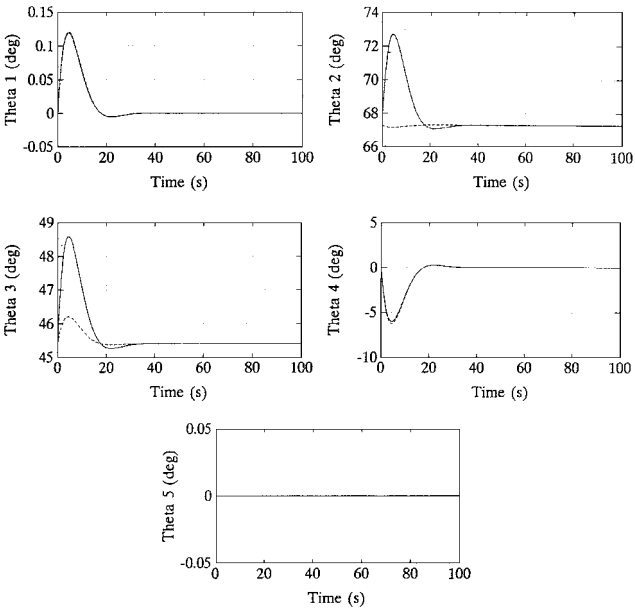 0.15
0.1
0.05
0
-0.05
Theta 1 (deg)
0 20 40 60 80 100
Time (s)
74
72
70
68
66
Theta 2 (deg)
0 20 40 60 80 100
Time (s)
49
48
47
46
45
Theta 3 (deg)
0 20 40 60 80 100
Time (s)
5
0
-5
-10
Theta 4 (deg)
0 20 40 60 80 100
Time (s)
0.05
0
-0.05
Theta 5 (deg)
0 20 40 60 80 100
Time (s)